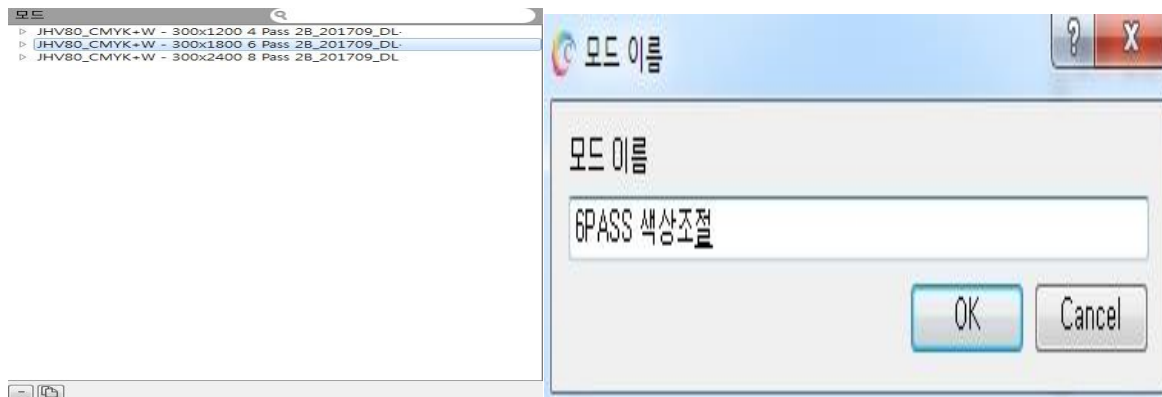 모드
JHV80_CMYK+W - 300x1200 4 Pass 2B_201709_DL-
JHV80_CMYK+W - 300x1800 6 Pass 2B_201709_DL-
JHV80_CMYK+W - 300x2400 8 Pass 2B_201709_DL
모드 이름
모드 이름
6PASS 색상조절
OK
Cancel